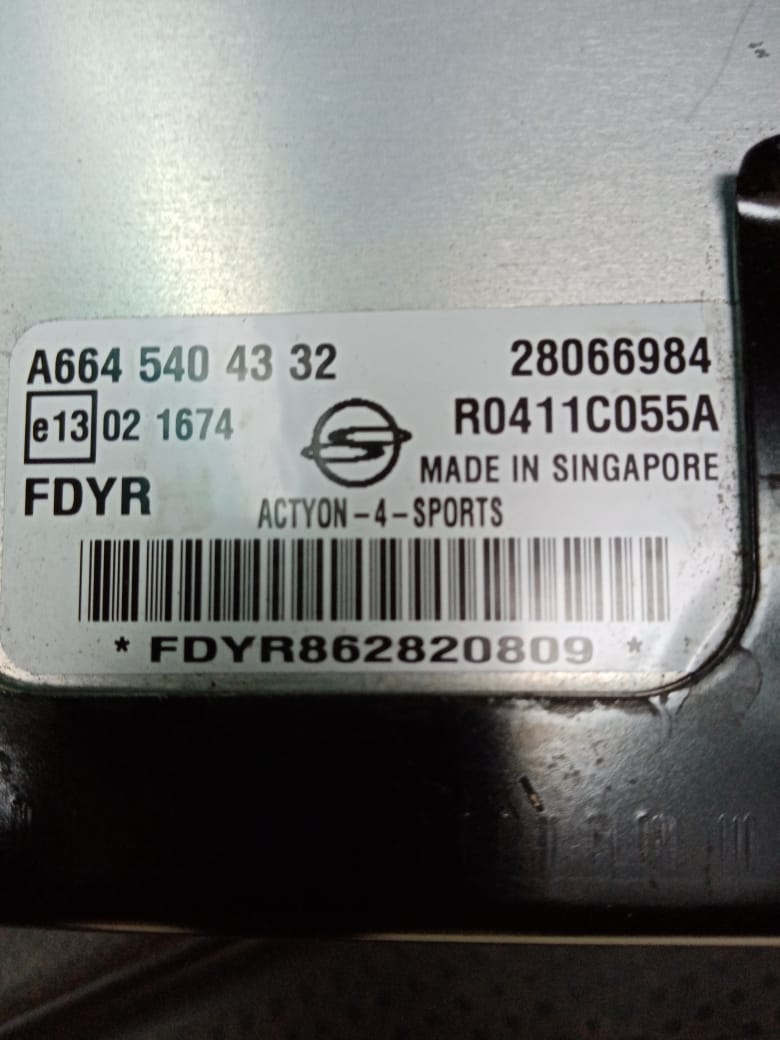 A664 540 43 32 28066984
e13 02 1674 R0411C055A
MADE IN SINGAPORE
FDYR
ACTYON-4-SPORTS
* FDYR862820809 *